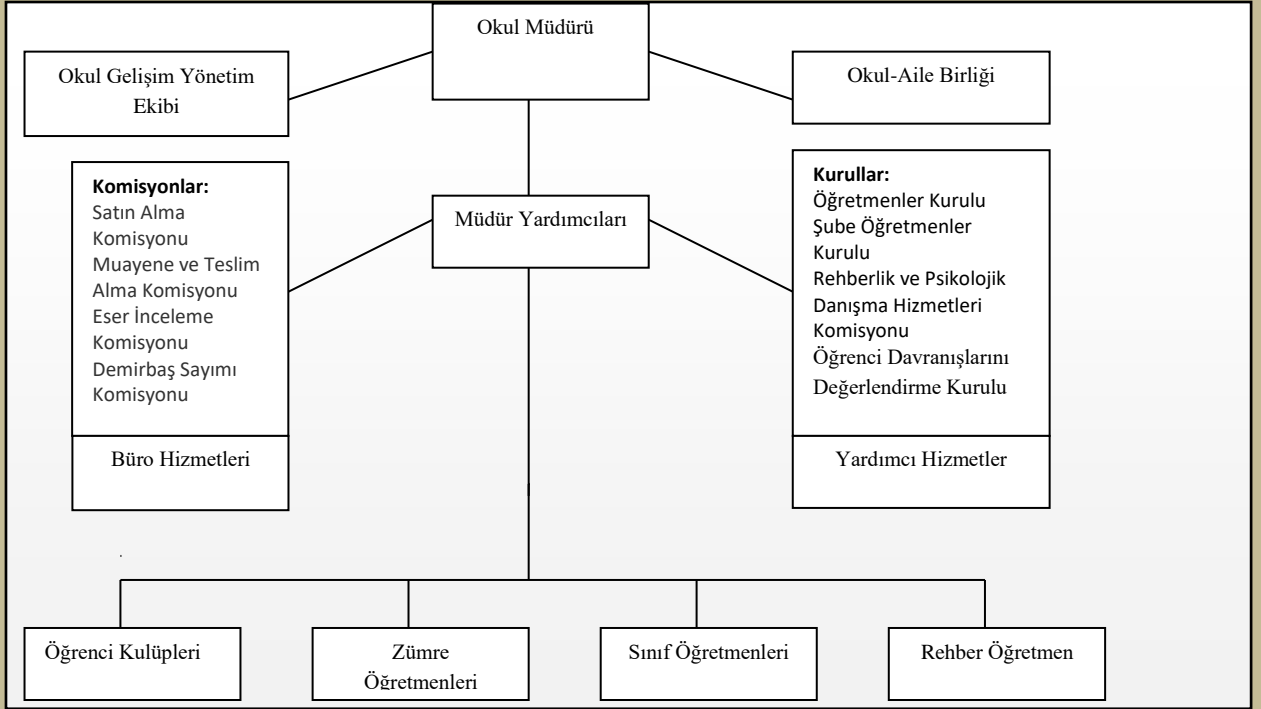 Okul Müdürü
Okul Gelişim Yönetim
Ekibi
Okul-Aile Birliği
Komisyonlar:
Satın Alma
Komisyonu
Muayene ve Teslim
Alma Komisyonu
Eser İnceleme
Komisyonu
Demirbaş Sayımı
Komisyonu
Müdür Yardımcıları
Kurullar:
Öğretmenler Kurulu
Şube Öğretmenler
Kurulu
Rehberlik ve Psikolojik
Danışma Hizmetleri
Komisyonu
Öğrenci Davranışlarını
Değerlendirme Kurulu
Büro Hizmetleri
Yardımcı Hizmetler
Öğrenci Kulüpleri
Zümre
Öğretmenleri
Sınıf Öğretmenleri
Rehber Öğretmen